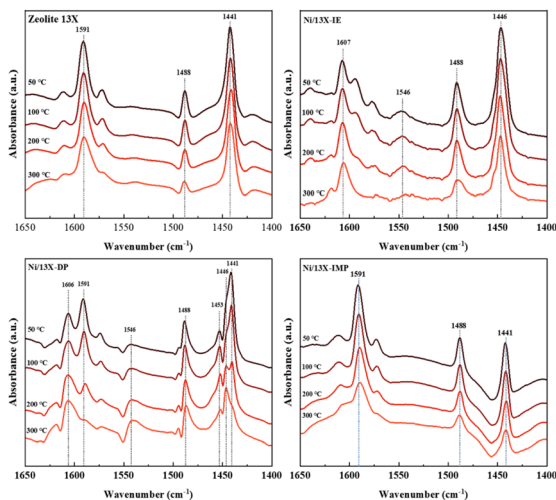 Zeolite 13X
1591
1441
1488
50 °C
100 °C
200 °C
300 °C
Absorbance (a.u.)
1650 1600 1550 1500 1450 1400
Wavenumber (cm⁻¹)
Ni/13X-IE
1446
1607
1488
1546
50 °C
100 °C
200 °C
300 °C
Absorbance (a.u.)
1650 1600 1550 1500 1450 1400
Wavenumber (cm⁻¹)
Ni/13X-DP
1441
1446
1606 1591
1453
1488
1546
50 °C
100 °C
200 °C
300 °C
Absorbance (a.u.)
1650 1600 1550 1500 1450 1400
Wavenumber (cm⁻¹)
Ni/13X-IMP
1591
1488
1441
50 °C
100 °C
200 °C
300 °C
Absorbance (a.u.)
1650 1600 1550 1500 1450 1400
Wavenumber (cm⁻¹)